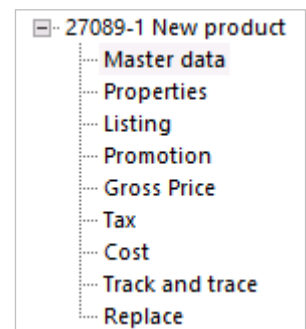 27089-1 New product
Master data
Properties
Listing
Promotion
Gross Price
Tax
Cost
Track and trace
Replace